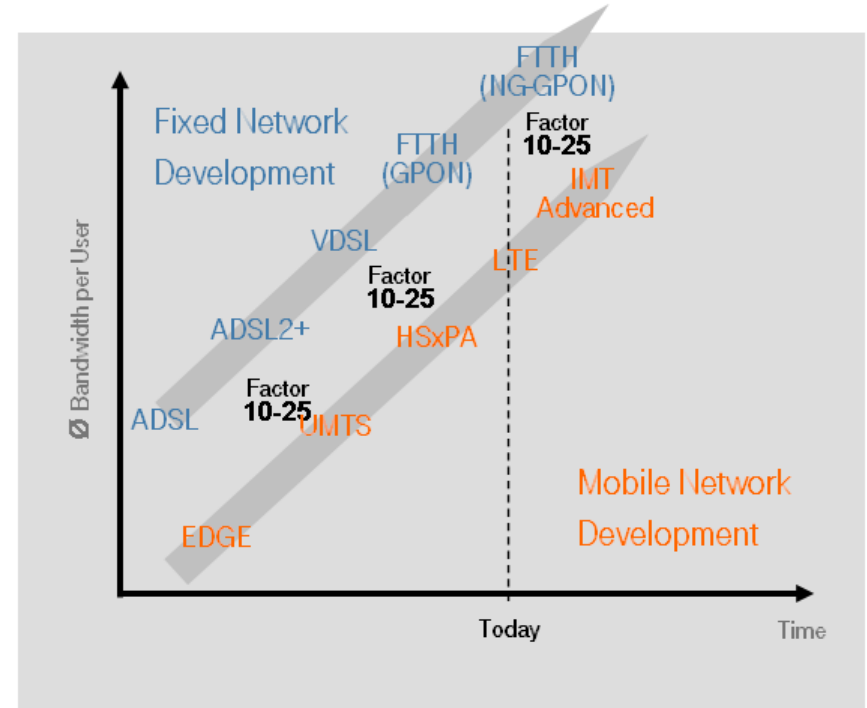 FTTH
(NG-GPON)
Fixed Network
Development
Factor
10-25
FTTH
(GPON)
IMT
Advanced
VDSL
LTE
Factor
10-25
ADSL2+
HSxPA
Factor
10-25
ADSL
UMTS
Ø Bandwidth per User
Mobile Network
Development
EDGE
Today
Time